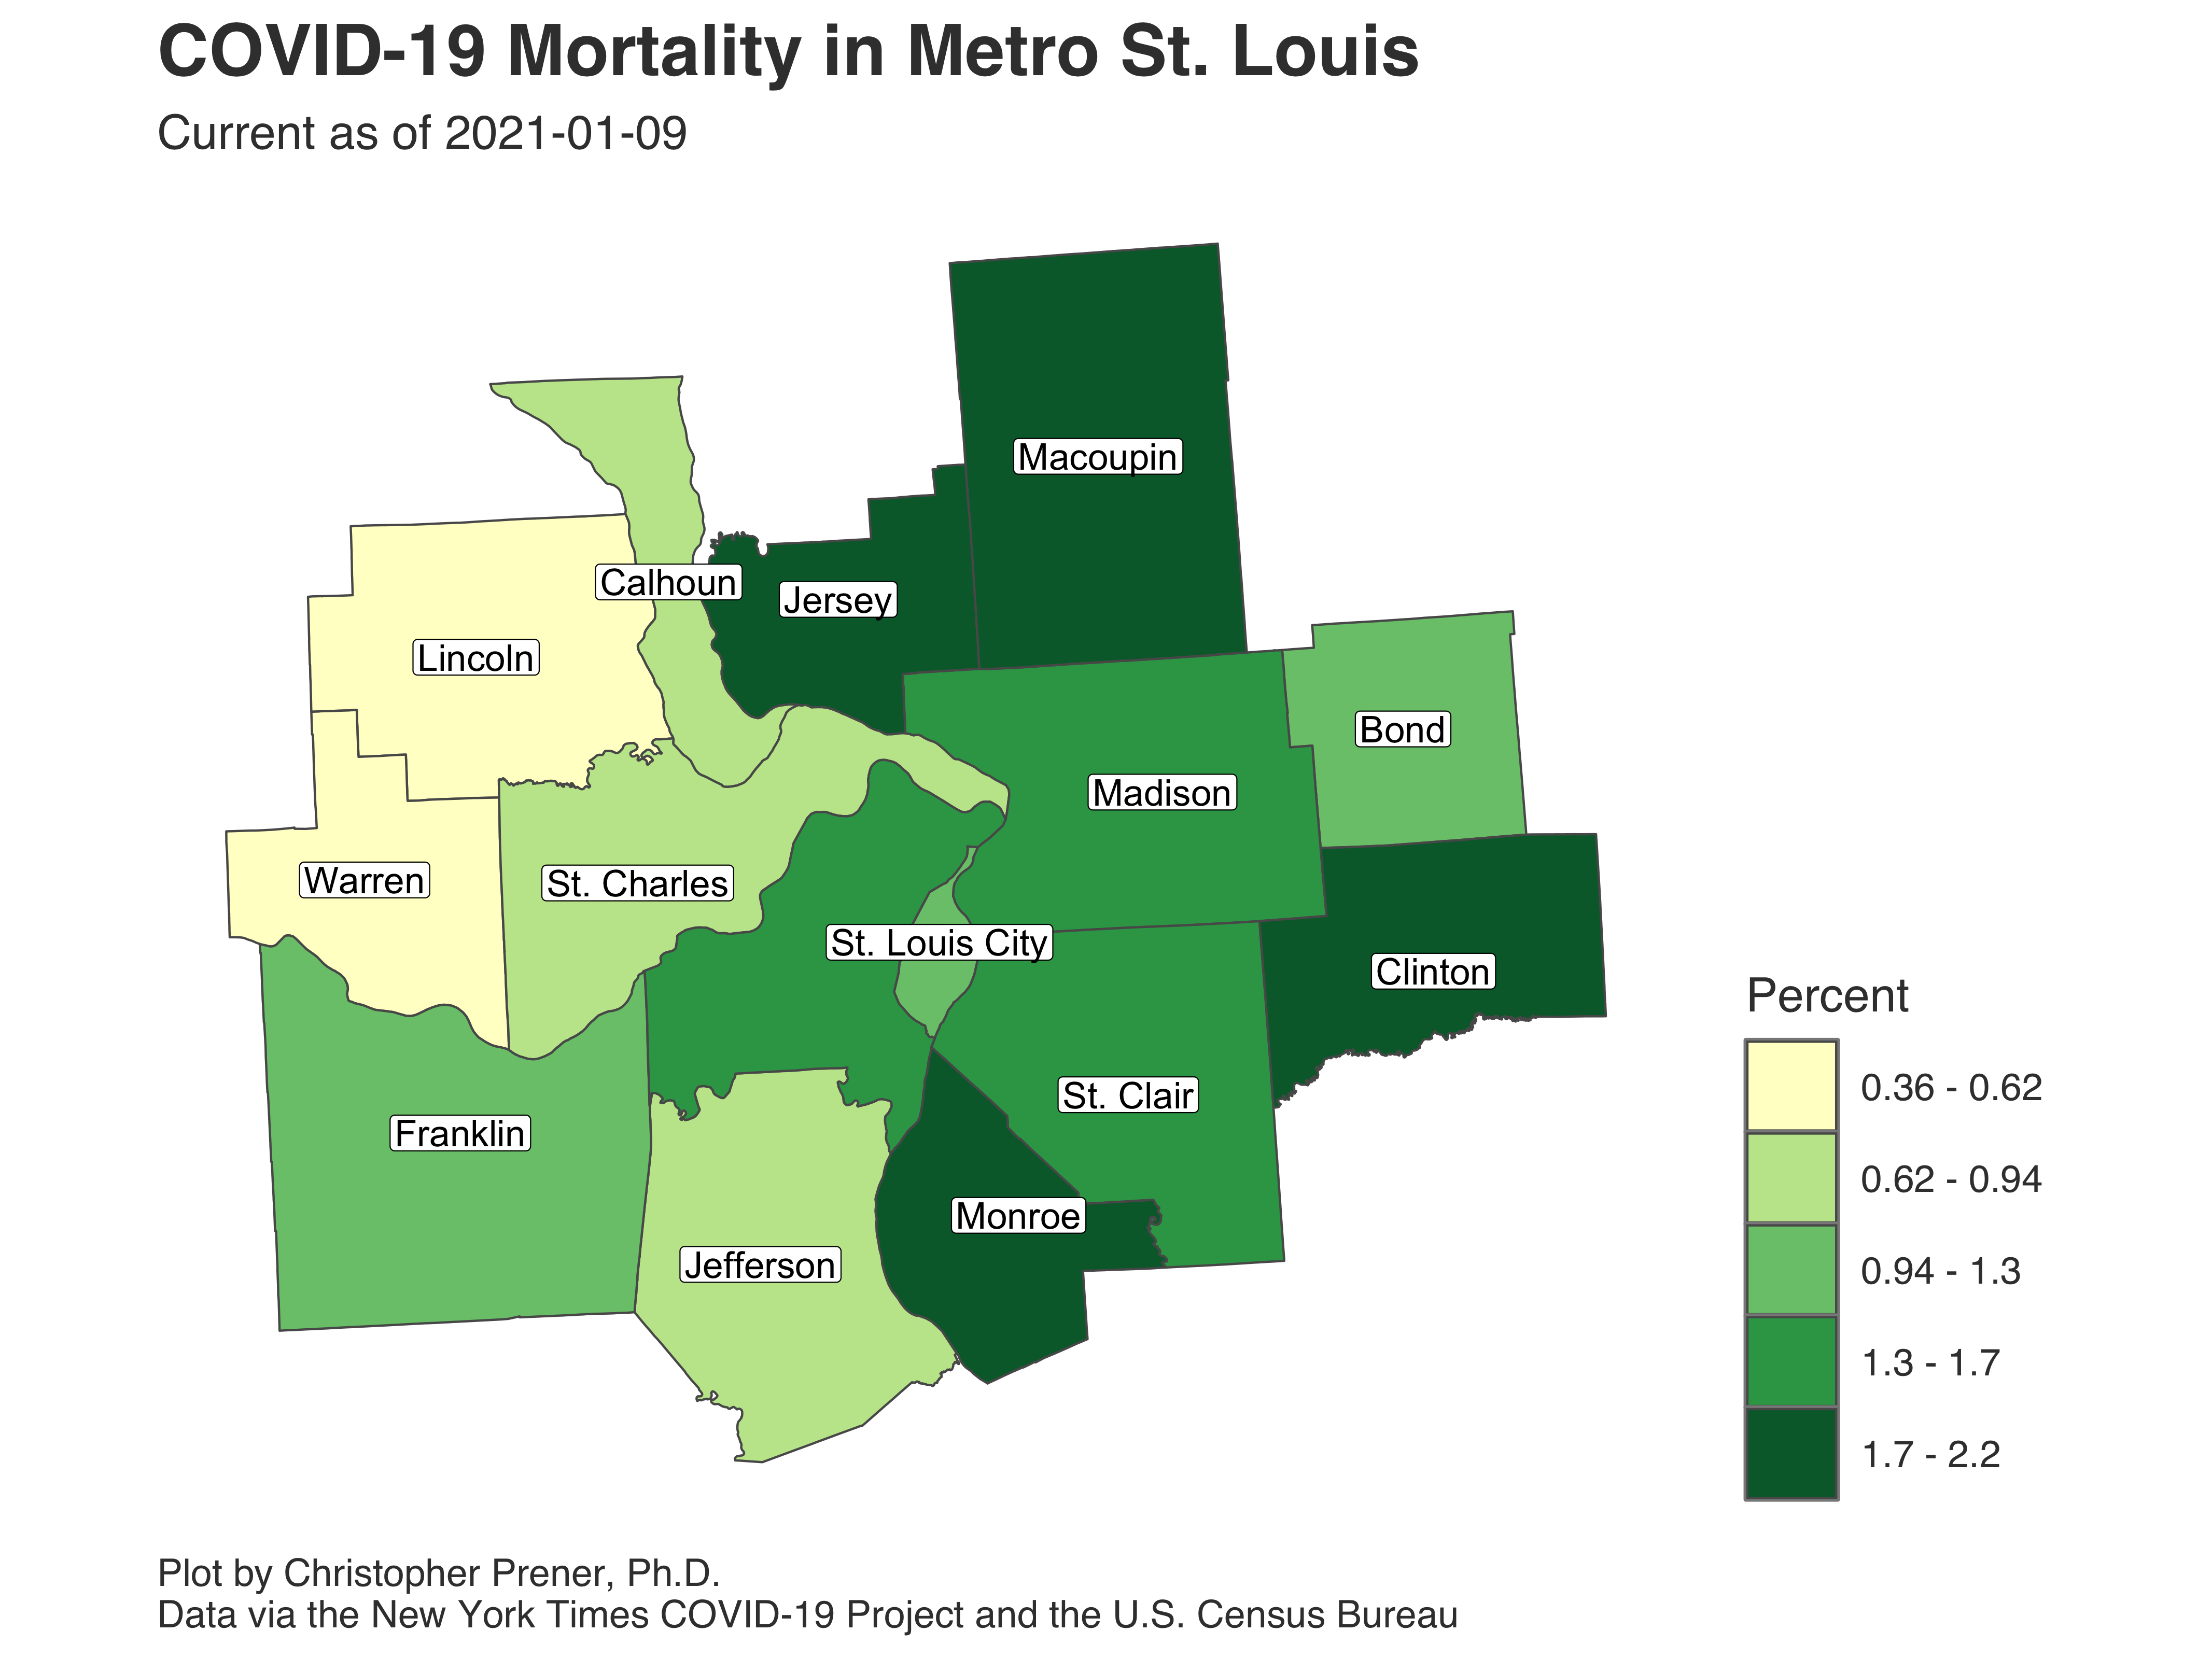 COVID-19 Mortality in Metro St. Louis
Current as of 2021-01-09
Macoupin
Calhoun
Jersey
Lincoln
Bond
Madison
Warren
St. Charles
St. Louis City
Clinton
St. Clair
Franklin
Monroe
Jefferson
Percent
0.36 - 0.62
0.62 - 0.94
0.94 - 1.3
1.3 - 1.7
1.7 - 2.2
Plot by Christopher Prener, Ph.D.
Data via the New York Times COVID-19 Project and the U.S. Census Bureau